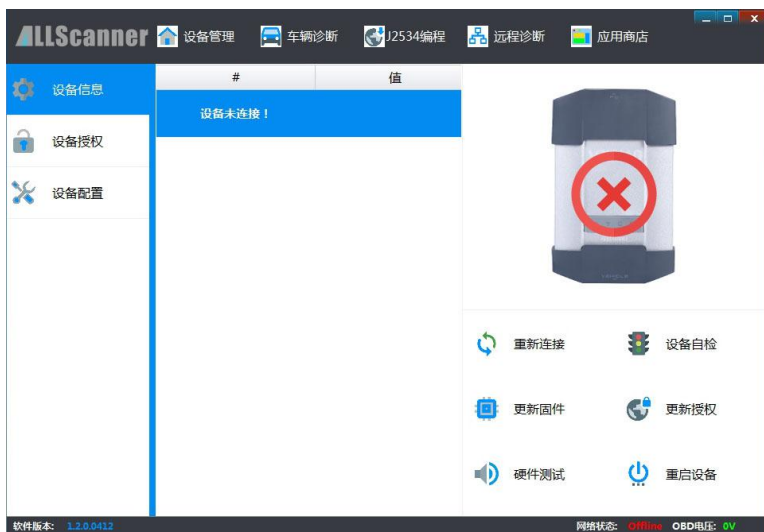 ALLScanner 设备管理 车辆诊断 J2534编程 远程诊断 应用商店
设备信息
设备授权
设备配置
# 值
设备未连接！
重新连接 设备自检
更新固件 更新授权
硬件测试 重启设备
软件版本: 1.2.0.0412 网络状态: Offline OBD电压: 0V